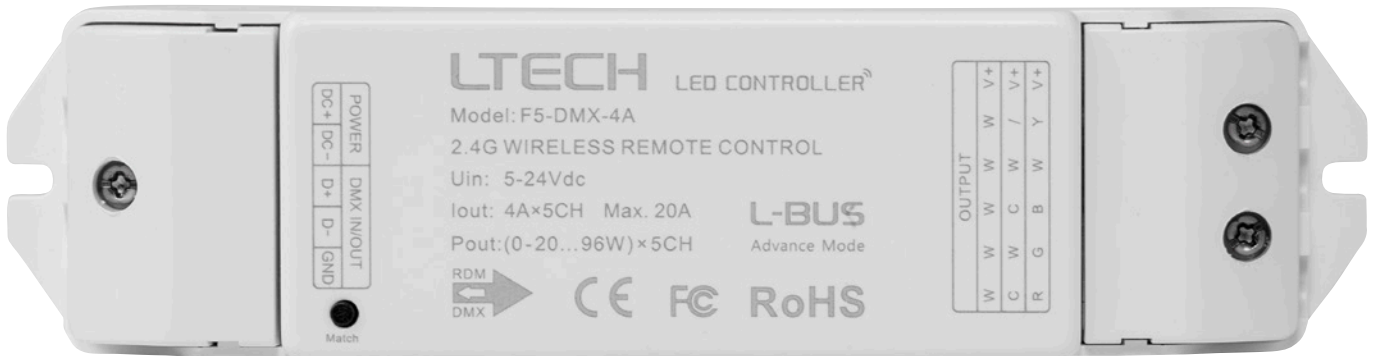 POWER DMX IN/OUT
DC+ DC- D+ D- GND
Match
LTECH LED CONTROLLER
Model: F5-DMX-4A
2.4G WIRELESS REMOTE CONTROL
Uin: 5-24Vdc
Iout: 4A×5CH Max. 20A
Pout:(0-20...96W)×5CH
L-BUS
Advance Mode
RDM
DMX
CE FC RoHS
OUTPUT
W W W W W V+
C W C W / V+
R G B W Y V+